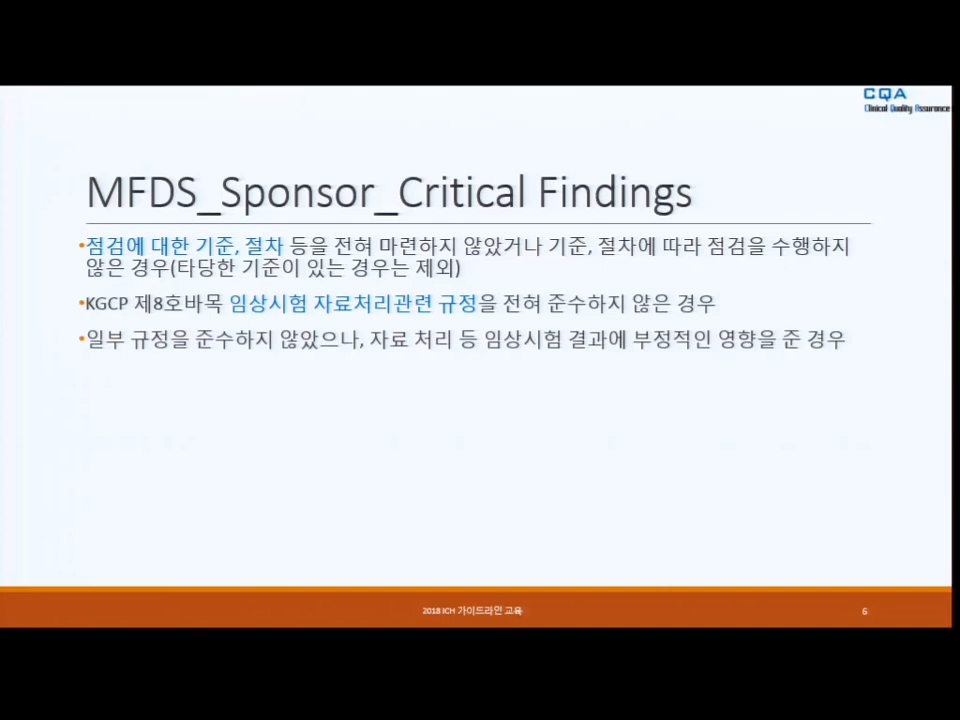 CQA
Clinical Quality Assurance
MFDS_Sponsor_Critical Findings
•점검에 대한 기준, 절차 등을 전혀 마련하지 않았거나 기준, 절차에 따라 점검을 수행하지
않은 경우(타당한 기준이 있는 경우는 제외)
•KGCP 제8호바목 임상시험 자료처리관련 규정을 전혀 준수하지 않은 경우
•일부 규정을 준수하지 않았으나, 자료 처리 등 임상시험 결과에 부정적인 영향을 준 경우
2018 ICH 가이드라인 교육
6